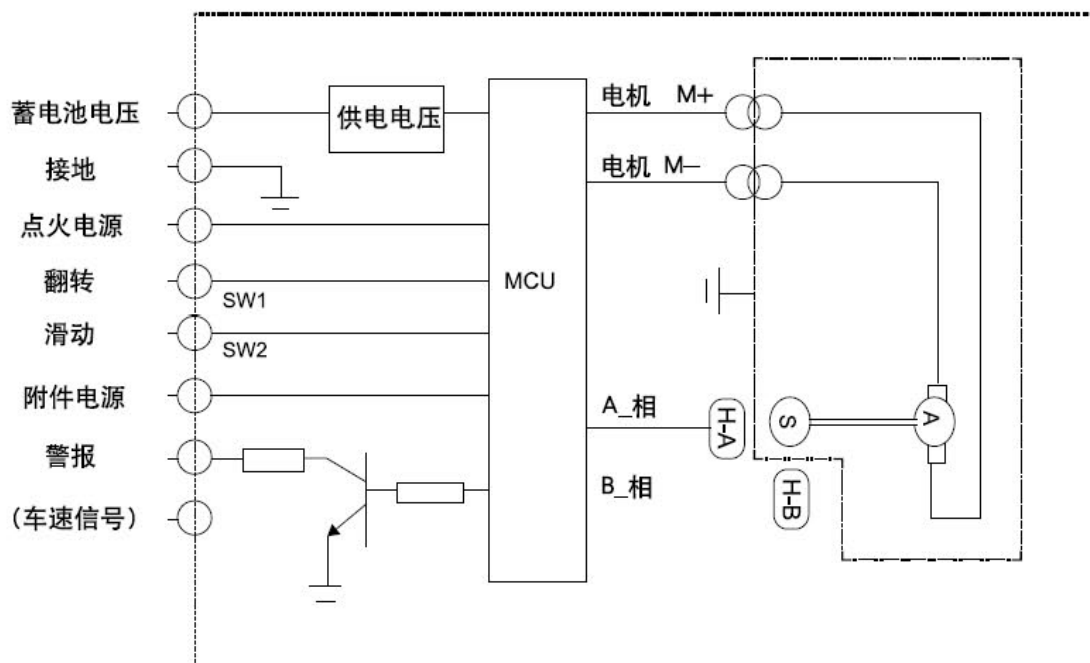 蓄电池电压
供电电压
电机 M+
接地
电机 M—
点火电源
翻转
SW1
MCU
滑动
SW2
附件电源
A_相
H-A
S
A
警报
B_相
H-B
(车速信号)